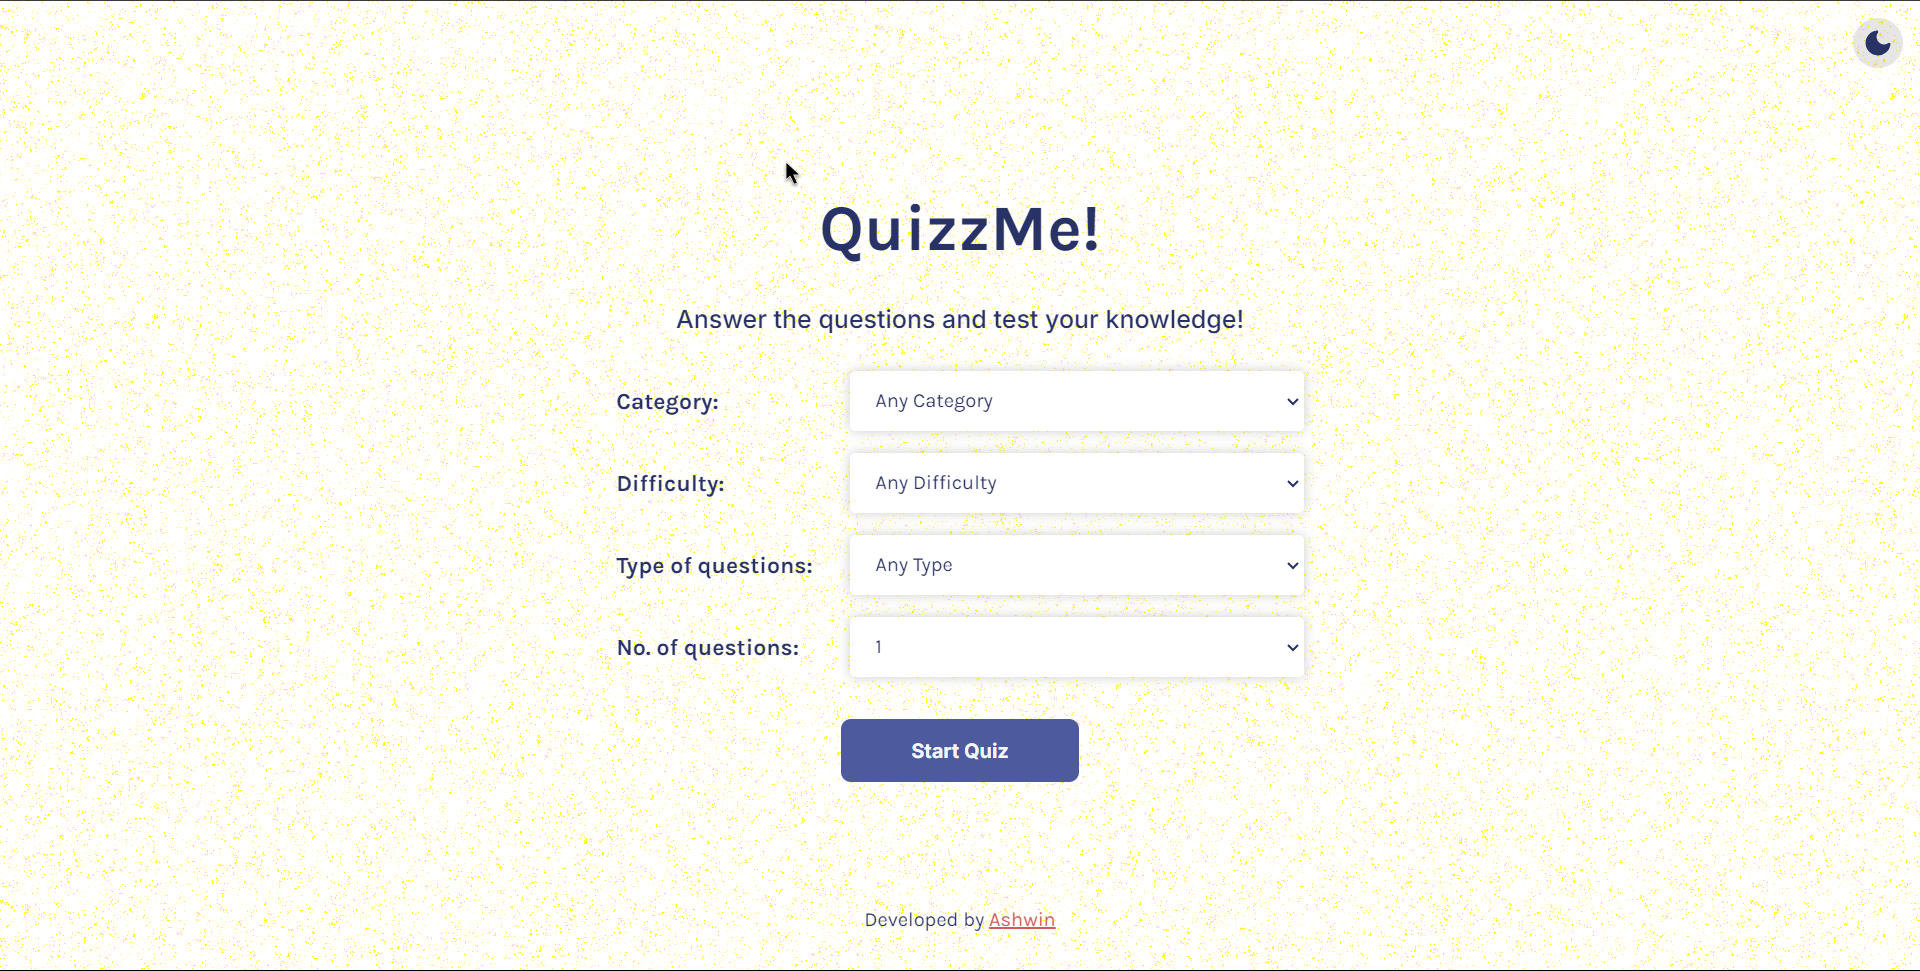 QuizzMe!
Answer the questions and test your knowledge!
Category: Any Category
Difficulty: Any Difficulty
Type of questions: Any Type
No. of questions: 1
Start Quiz
Developed by Ashwin